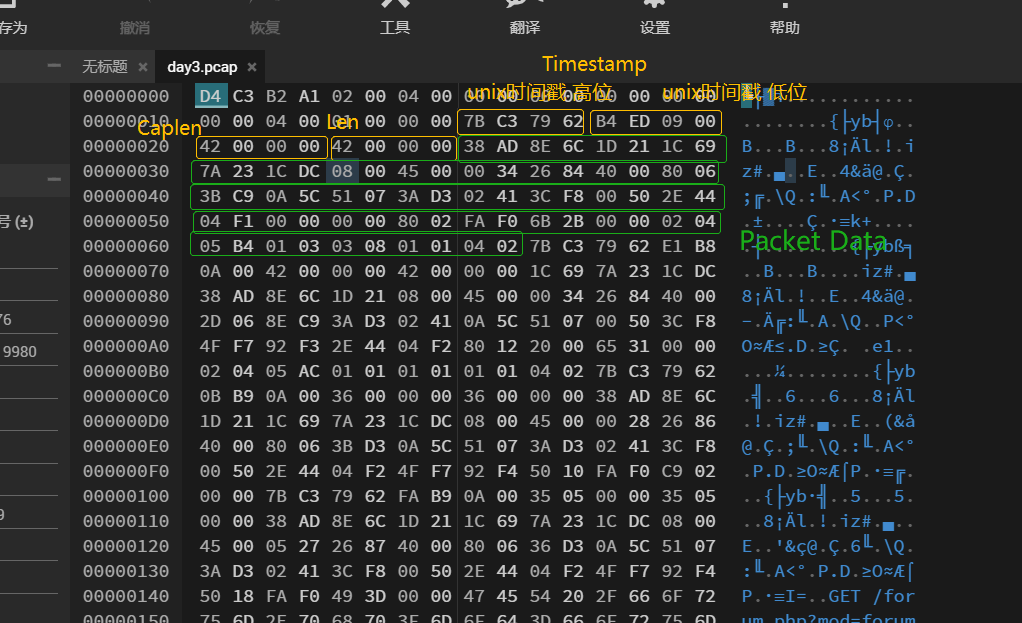 存为 撤消 恢复 工具 翻译 设置 帮助
无标题 × day3.pcap ×
Timestamp
unix时间戳 高位 unix时间戳 低位
Caplen Len
Packet Data
号 (±)
76
9980
9
00000000 D4 C3 B2 A1 02 00 04 00
00000010 00 00 04 00 00 00 00 7B C3 79 62 B4 ED 09 00 ........{├yb┤φ..
00000020 42 00 00 00 42 00 00 00 38 AD 8E 6C 1D 21 1C 69 B...B...8¡Äl.!.i
00000030 7A 23 1C DC 08 00 45 00 00 34 26 84 40 00 80 06 z#.▄..E..4&ä@.Ç.
00000040 3B C9 0A 5C 51 07 3A D3 02 41 3C F8 00 50 2E 44 ;╔.\Q.:╙.A<°.P.D
00000050 04 F1 00 00 00 00 80 02 FA F0 6B 2B 00 00 02 04 .±....Ç.·≡k+....
00000060 05 B4 01 03 03 08 01 01 04 02 7B C3 79 62 E1 B8
00000070 0A 00 42 00 00 00 42 00 00 00 1C 69 7A 23 1C DC ..B...B....iz#.▄
00000080 38 AD 8E 6C 1D 21 08 00 45 00 00 34 26 84 40 00 8¡Äl.!..E..4&ä@.
00000090 2D 06 8E C9 3A D3 02 41 0A 5C 51 07 00 50 3C F8 -.Ä╔:╙.A.\Q..P<°
000000A0 4F F7 92 F3 2E 44 04 F2 80 12 20 00 65 31 00 00 O≈Æ≤.D.≥Ç. .e1..
000000B0 02 04 05 AC 01 01 01 01 01 01 04 02 7B C3 79 62 ...¼........{├yb
000000C0 0B B9 0A 00 36 00 00 00 36 00 00 00 38 AD 8E 6C .╣..6...6...8¡Äl
000000D0 1D 21 1C 69 7A 23 1C DC 08 00 45 00 00 28 26 86 .!.iz#.▄..E..(&å
000000E0 40 00 80 06 3B D3 0A 5C 51 07 3A D3 02 41 3C F8 @.Ç.;╙.\Q.:╙.A<°
000000F0 00 50 2E 44 04 F2 4F F7 92 F4 50 10 FA F0 C9 02 .P.D.≥O≈Æ⌠P.·≡╔.
00000100 00 00 7B C3 79 62 FA B9 0A 00 35 05 00 00 35 05 ..{├yb·╣..5...5.
00000110 00 00 38 AD 8E 6C 1D 21 1C 69 7A 23 1C DC 08 00 ..8¡Äl.!.iz#.▄..
00000120 45 00 05 27 26 87 40 00 80 06 36 D3 0A 5C 51 07 E..'&ç@.Ç.6╙.\Q.
00000130 3A D3 02 41 3C F8 00 50 2E 44 04 F2 4F F7 92 F4 :╙.A<°.P.D.≥O≈Æ⌠
00000140 50 18 FA F0 49 3D 00 00 47 45 54 20 2F 66 6F 72 P.·≡I=..GET /for
00000150 75 6D 2E 70 68 70 3F 6D 6F 64 3D 66 6F 72 75 6D um.php?mod=forum